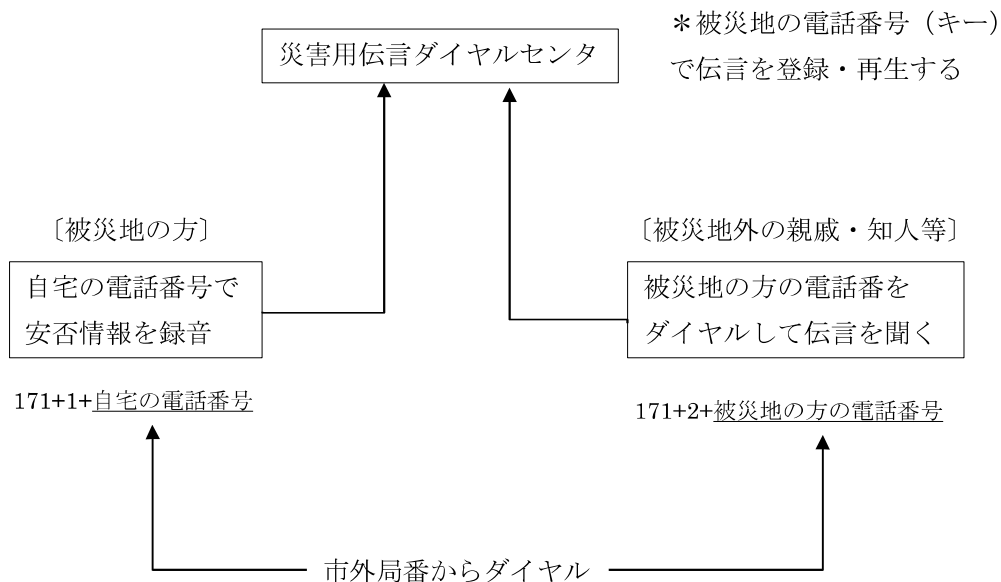 ＊被災地の電話番号（キー）
で伝言を登録・再生する
災害用伝言ダイヤルセンタ
〔被災地の方〕
自宅の電話番号で
安否情報を録音
171+1+自宅の電話番号
〔被災地外の親戚・知人等〕
被災地の方の電話番を
ダイヤルして伝言を聞く
171+2+被災地の方の電話番号
市外局番からダイヤル